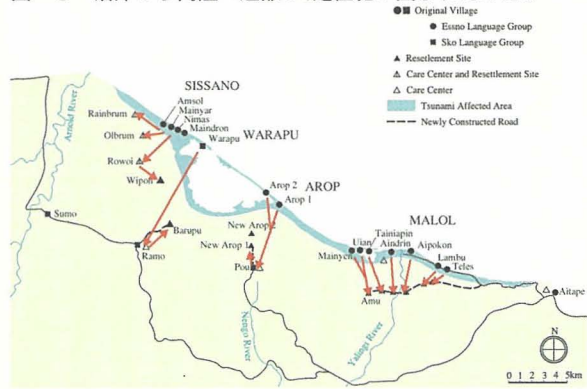 Original Village
Essno Language Group
Sko Language Group
Resetlement Site
Care Center and Resettlement Site
Care Center
Tsunami Affected Area
Newly Constructed Road
SISSANO
Amsol
Mainyar
Nimas
Maindron
Warapu
WARAPU
Rainbrum
Arnold River
Olbrum
Rowoi
Wipon
Arop 2
AROP
Arop 1
MALOL
Sumo
Barupu
Ramo
New Arop 2
New Arop 1
Pou
Tainiapin
Uian
Aindrin
Aipokon
Mainyen
Lambu
Teles
Amu
Aitape
Nengo River
Yalingi River
N
0 1 2 3 4 5km